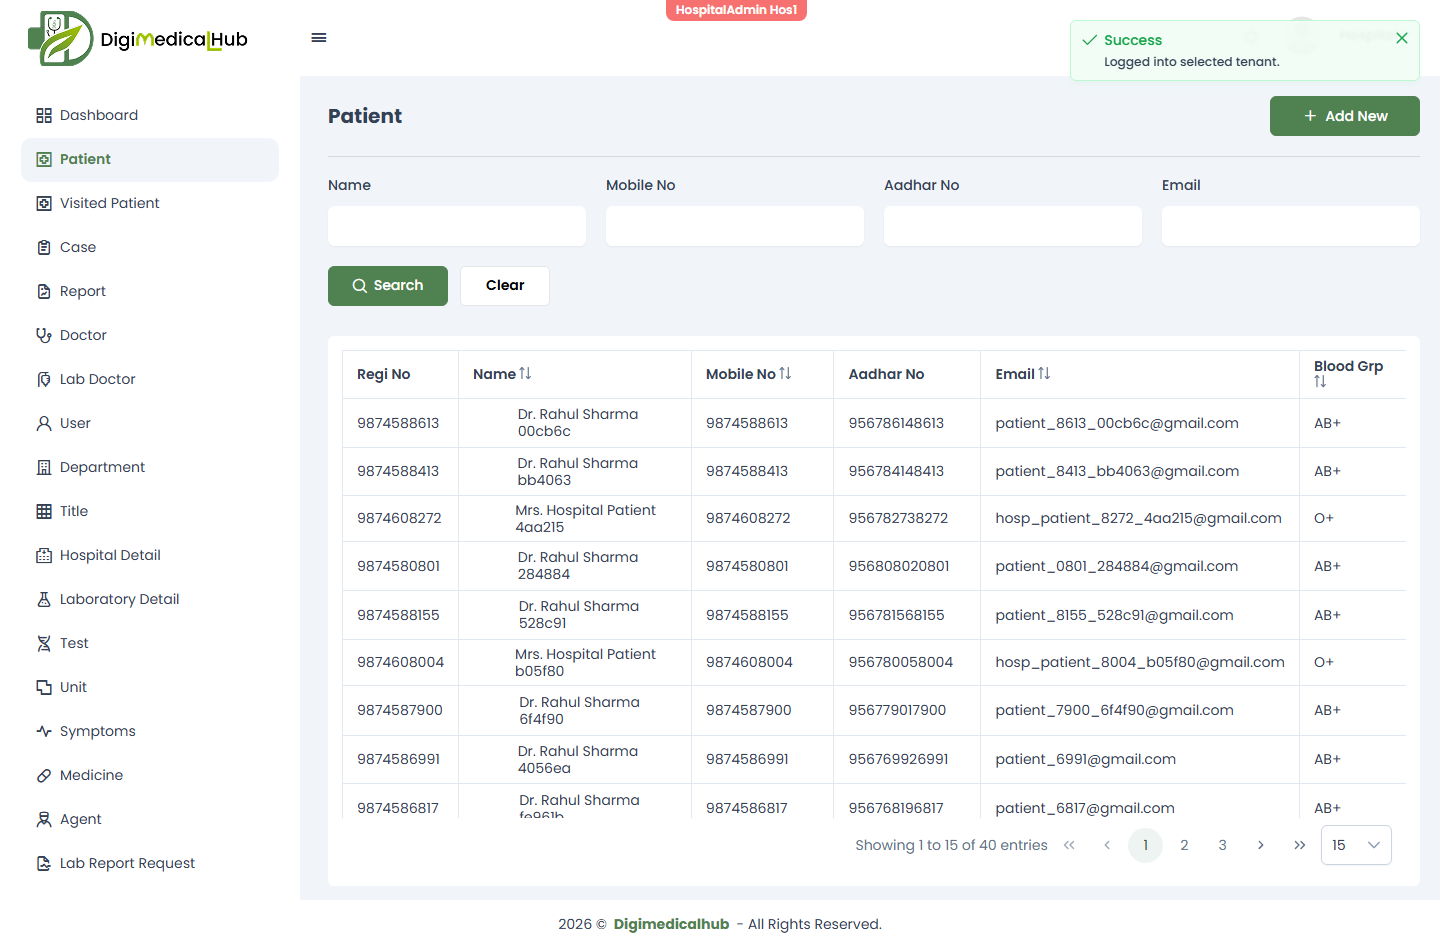 HospitalAdmin Hos1
DigiMedicalHub
Success
Logged into selected tenant.
Dashboard
Patient
Visited Patient
Case
Report
Doctor
Lab Doctor
User
Department
Title
Hospital Detail
Laboratory Detail
Test
Unit
Symptoms
Medicine
Agent
Lab Report Request
Patient
Add New
Name Mobile No Aadhar No Email
Search Clear
Regi No Name Mobile No Aadhar No Email Blood Grp
9874588613 Dr. Rahul Sharma 00cb6c 9874588613 956786148613 patient_8613_00cb6c@gmail.com AB+
9874588413 Dr. Rahul Sharma bb4063 9874588413 956784148413 patient_8413_bb4063@gmail.com AB+
9874608272 Mrs. Hospital Patient 4aa215 9874608272 956782738272 hosp_patient_8272_4aa215@gmail.com O+
9874580801 Dr. Rahul Sharma 284884 9874580801 956808020801 patient_0801_284884@gmail.com AB+
9874588155 Dr. Rahul Sharma 528c91 9874588155 956781568155 patient_8155_528c91@gmail.com AB+
9874608004 Mrs. Hospital Patient b05f80 9874608004 956780058004 hosp_patient_8004_b05f80@gmail.com O+
9874587900 Dr. Rahul Sharma 6f4f90 9874587900 956779017900 patient_7900_6f4f90@gmail.com AB+
9874586991 Dr. Rahul Sharma 4056ea 9874586991 956769926991 patient_6991@gmail.com AB+
9874586817 Dr. Rahul Sharma fe961b 9874586817 956768196817 patient_6817@gmail.com AB+
Showing 1 to 15 of 40 entries 1 2 3 15
2026 © Digimedicalhub - All Rights Reserved.